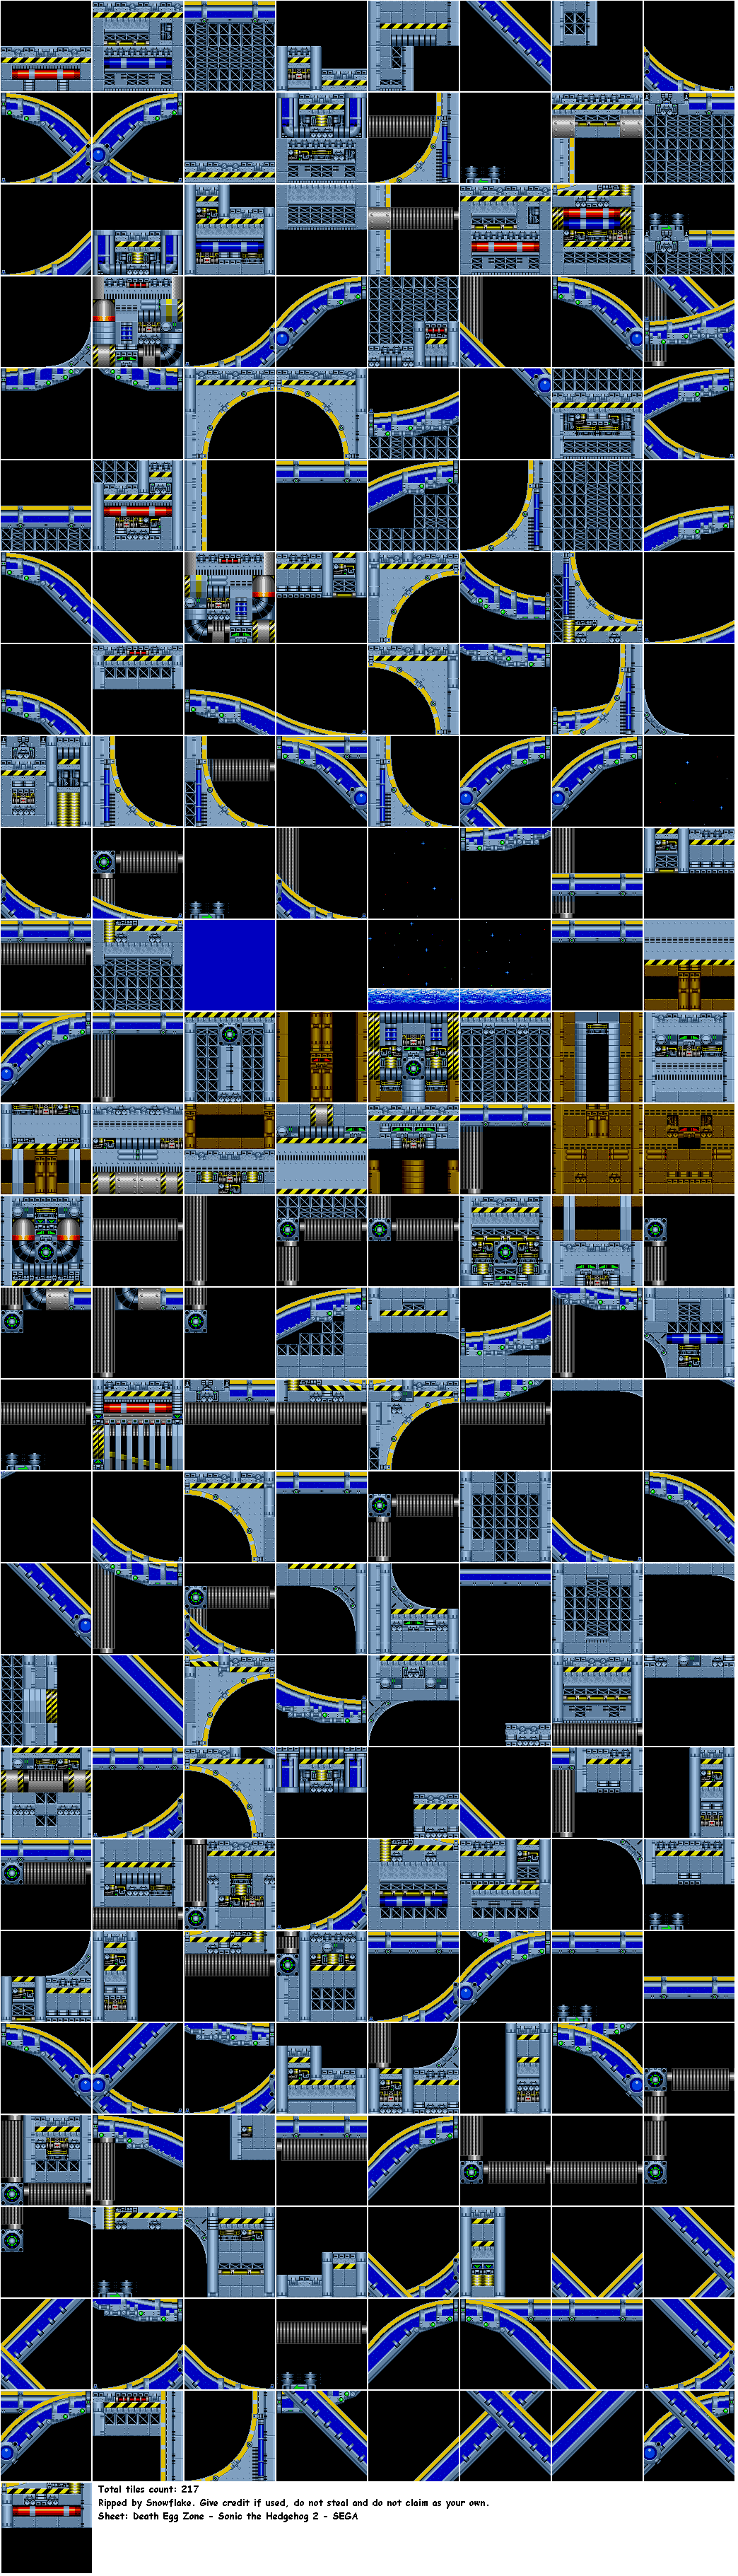 Total tiles count: 217
Ripped by Snowflake. Give credit if used, do not steal and do not claim as your own.
Sheet: Death Egg Zone - Sonic the Hedgehog 2 - SEGA